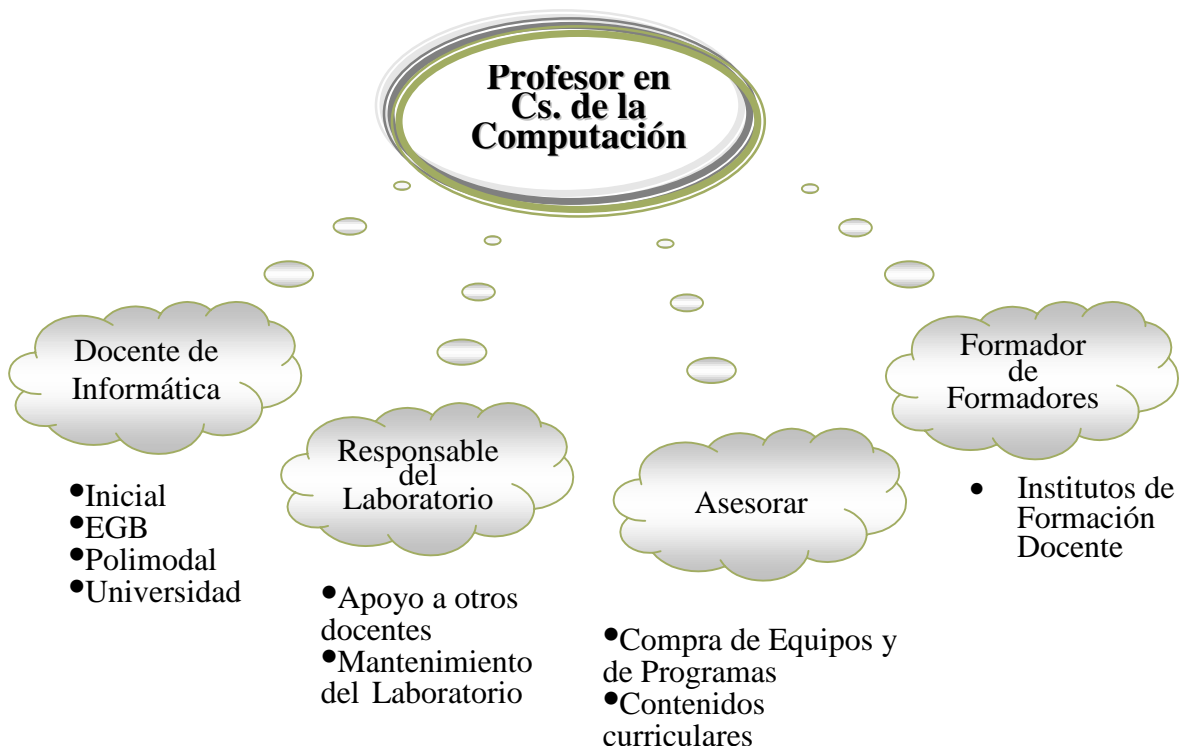 Profesor en
Cs. de la
Computación
Docente de
Informática
●Inicial
●EGB
●Polimodal
●Universidad
Responsable
del
Laboratorio
●Apoyo a otros
docentes
●Mantenimiento
del Laboratorio
Asesorar
●Compra de Equipos y
de Programas
●Contenidos
curriculares
Formador
de
Formadores
• Institutos de
Formación
Docente